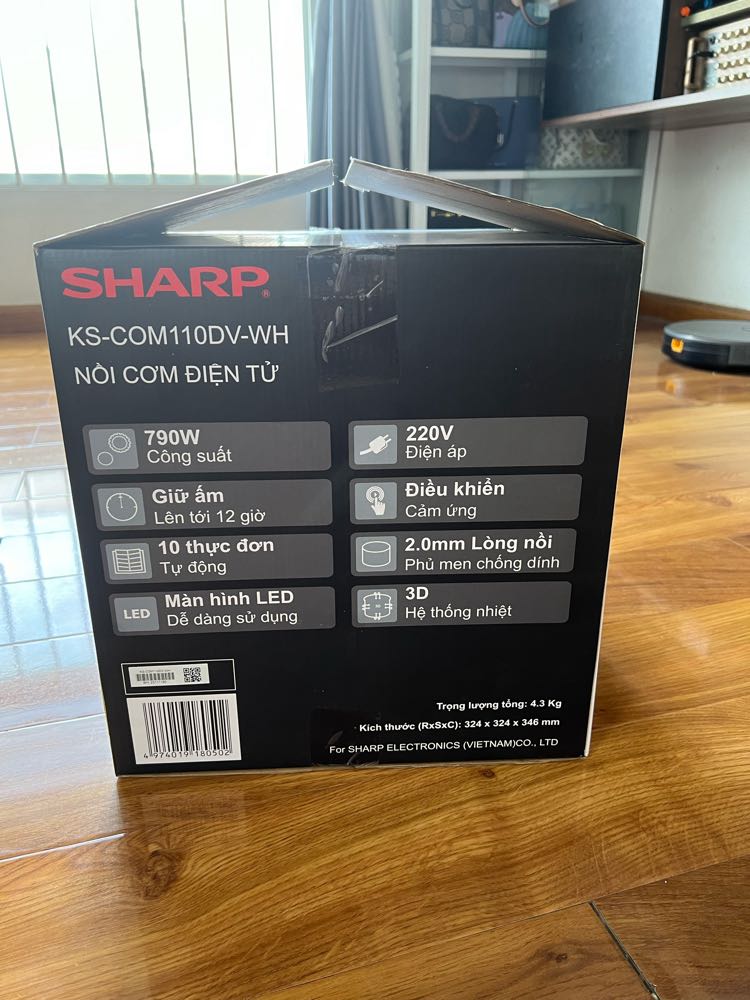 SHARP®
KS-COM110DV-WH
NỒI CƠM ĐIỆN TỬ
790W
Công suất
220V
Điện áp
Giữ ấm
Lên tới 12 giờ
Điều khiển
Cảm ứng
10 thực đơn
Tự động
2.0mm Lòng nồi
Phủ men chống dính
LED
Màn hình LED
Dễ dàng sử dụng
3D
Hệ thống nhiệt
Trọng lượng tổng: 4.3 Kg
Kích thước (RxSxC): 324 x 324 x 346 mm
For SHARP ELECTRONICS (VIETNAM)CO., LTD
4 974019 180502